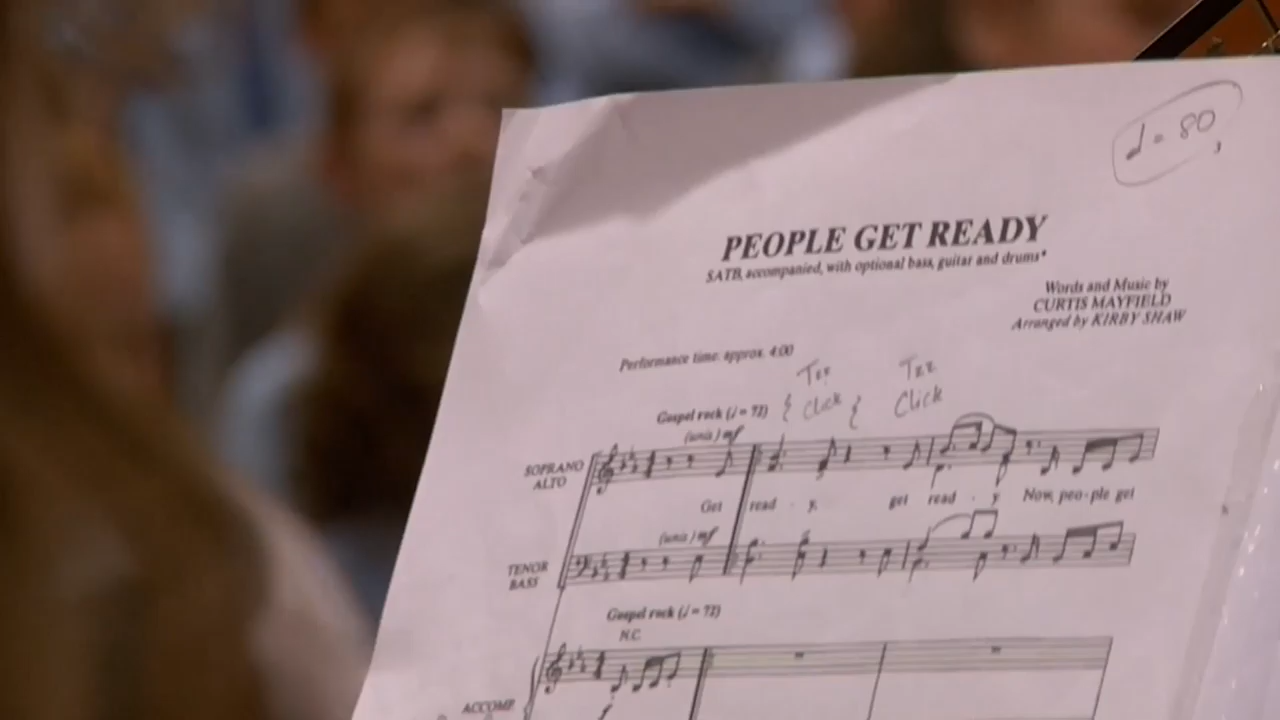 ♩ = 80
PEOPLE GET READY
SATB, accompanied, with optional bass, guitar and drums*
Words and Music by
CURTIS MAYFIELD
Arranged by KIRBY SHAW
Performance time: approx. 4:00
Click Click
Gospel rock (♩ = 72)
(unis.) mf
SOPRANO
ALTO
Get read - y, get read - y Now, peo - ple get
(unis.) mf
TENOR
BASS
Gospel rock (♩ = 72)
N.C.
ACCOMP.
f